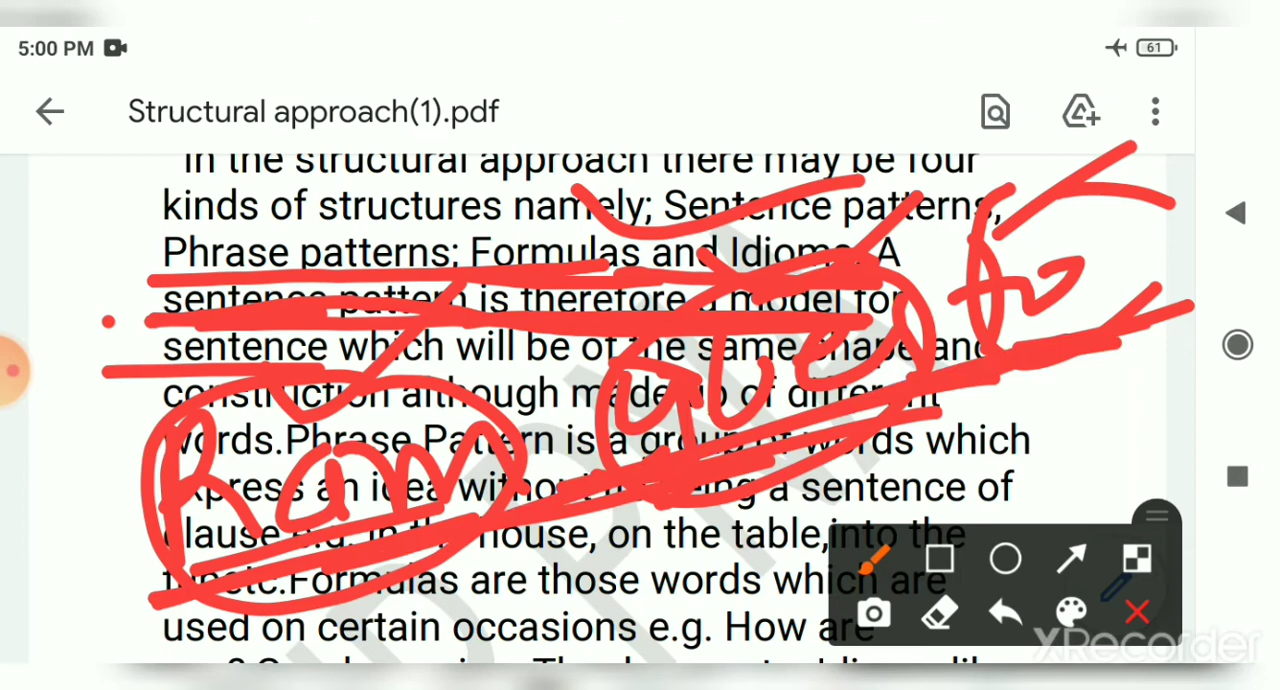 5:00 PM 61
Structural approach(1).pdf
In the structural approach there may be four
kinds of structures namely; Sentence patterns,
Phrase patterns; Formulas and Idioms. A
sentence pattern is therefore a model for
sentence which will be of the same shape and
construction although made up of different
words.Phrase Pattern is a group of words which
express an idea without being a sentence of
clause e.g. in the house, on the table,into the
Formulas are those words which are
used on certain occasions e.g. How are
Ram goes to
XRecorder